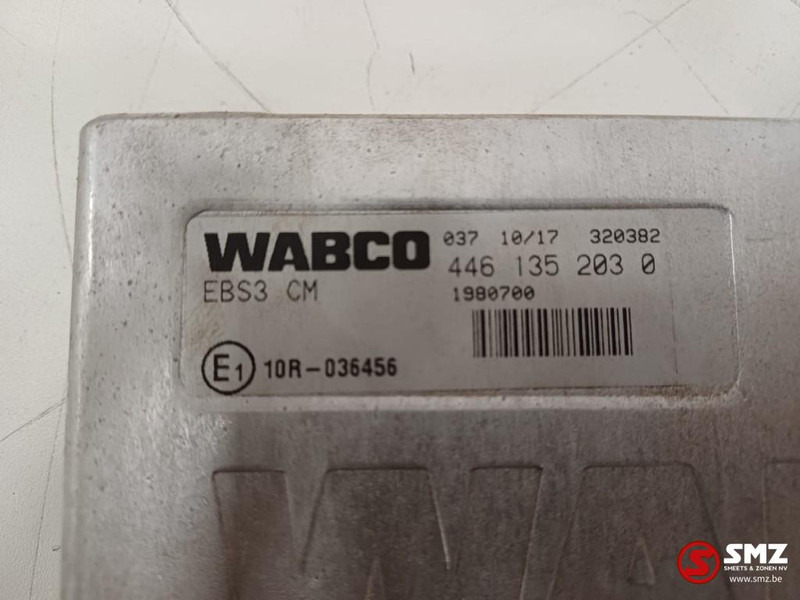 WABCO 037 10/17 320382
446 135 203 0
EBS3 CM 1980700
E1 10R-036456
WA
SMZ
SMEETS & ZONEN NV
www.smz.be